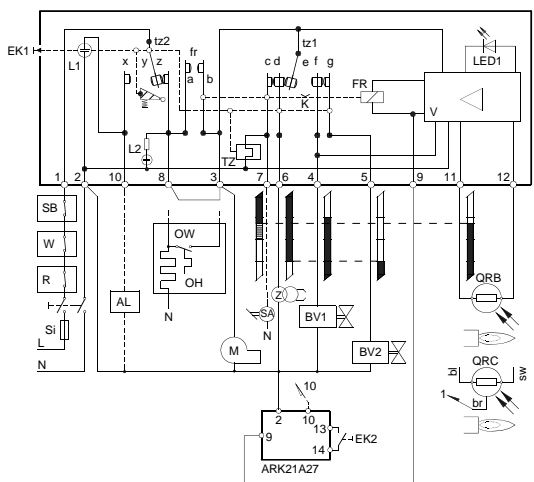 tz2
tz1
EK1
L1
x
y
z
fr
a
b
c
d
e
f
g
LED1
FR
K
V
L2
TZ
1
2
10
8
3
7
6
4
5
9
11
12
SB
W
R
Si
L
N
AL
OW
OH
N
M
Z
SA
N
BV1
BV2
QRB
QRC
bl
sw
br
1
10
2
10
9
13
14
EK2
ARK21A27